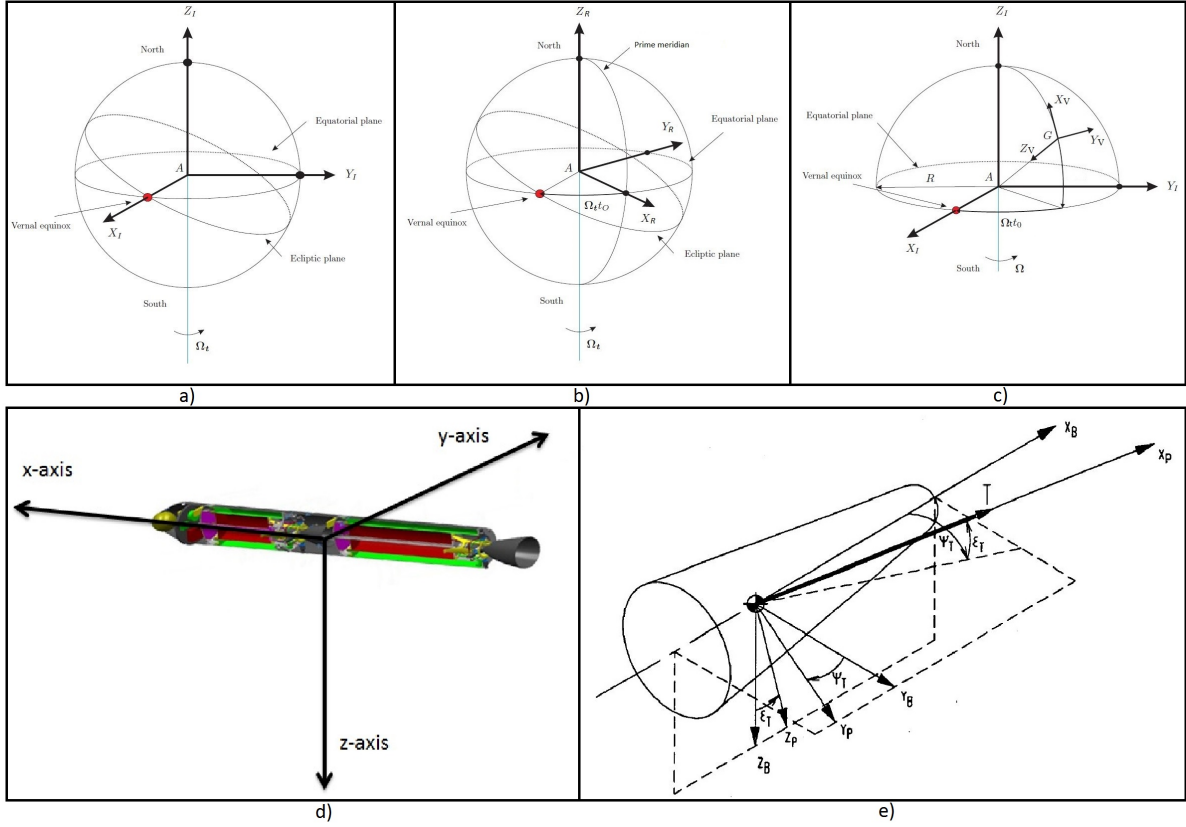 Z_I
North
Equatorial plane
A
Y_I
Vernal equinox
X_I
Ecliptic plane
South
Ω_t
a)
Z_R
North
Prime meridian
Equatorial plane
Y_R
A
Ω_t t_O
X_R
Vernal equinox
Ecliptic plane
South
Ω_t
b)
Z_I
North
X_V
Equatorial plane
G
Y_V
Z_V
Vernal equinox
R
A
Y_I
Ω_t t_0
X_I
South
Ω
c)
y-axis
x-axis
z-axis
d)
X_B
X_P
T
Ψ_T
ε_T
Ψ_T
ε_T
Y_B
Z_P
Y_P
Z_B
e)